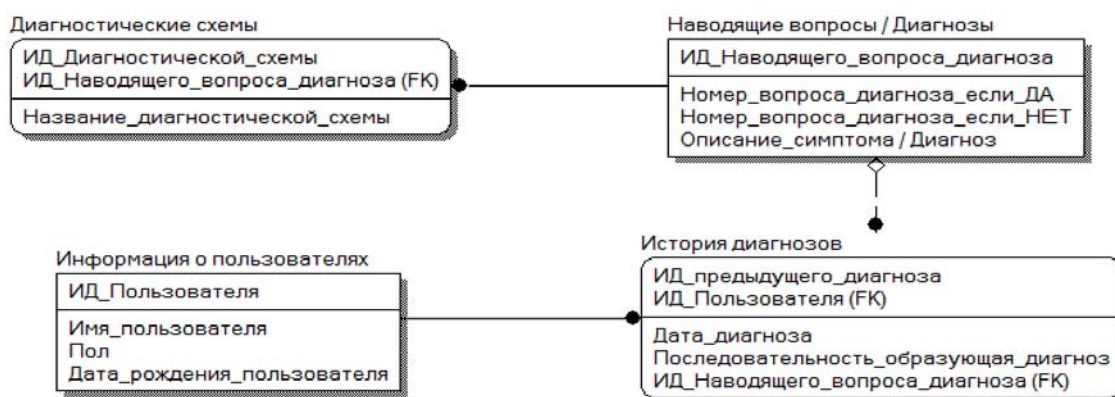 Диагностические схемы
ИД_Диагностической_схемы
ИД_Наводящего_вопроса_диагноза (FK)
Название_диагностической_схемы
Наводящие вопросы / Диагнозы
ИД_Наводящего_вопроса_диагноза
Номер_вопроса_диагноза_если_ДА
Номер_вопроса_диагноза_если_НЕТ
Описание_симптома / Диагноз
Информация о пользователях
ИД_Пользователя
Имя_пользователя
Пол
Дата_рождения_пользователя
История диагнозов
ИД_предыдущего_диагноза
ИД_Пользователя (FK)
Дата_диагноза
Последовательность_образующая_диагноз
ИД_Наводящего_вопроса_диагноза (FK)